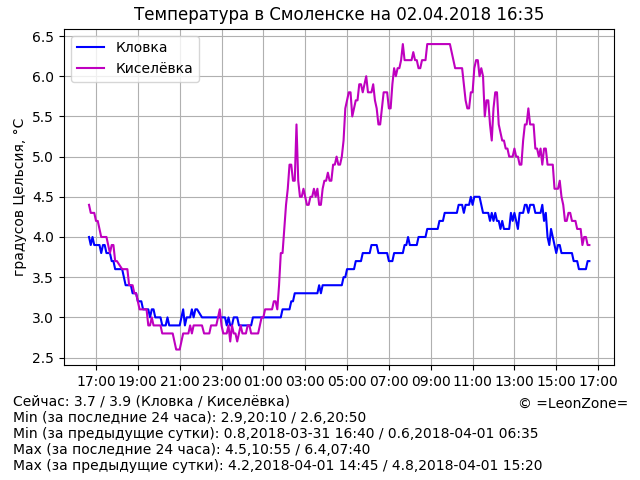 Температура в Смоленске на 02.04.2018 16:35
6.5
6.0
5.5
5.0
4.5
4.0
3.5
3.0
2.5
градусов Цельсия, °C
Кловка
Киселёвка
17:00 19:00 21:00 23:00 01:00 03:00 05:00 07:00 09:00 11:00 13:00 15:00 17:00
Сейчас: 3.7 / 3.9 (Кловка / Киселёвка)
© =LeonZone=
Min (за последние 24 часа): 2.9,20:10 / 2.6,20:50
Min (за предыдущие сутки): 0.8,2018-03-31 16:40 / 0.6,2018-04-01 06:35
Max (за последние 24 часа): 4.5,10:55 / 6.4,07:40
Max (за предыдущие сутки): 4.2,2018-04-01 14:45 / 4.8,2018-04-01 15:20